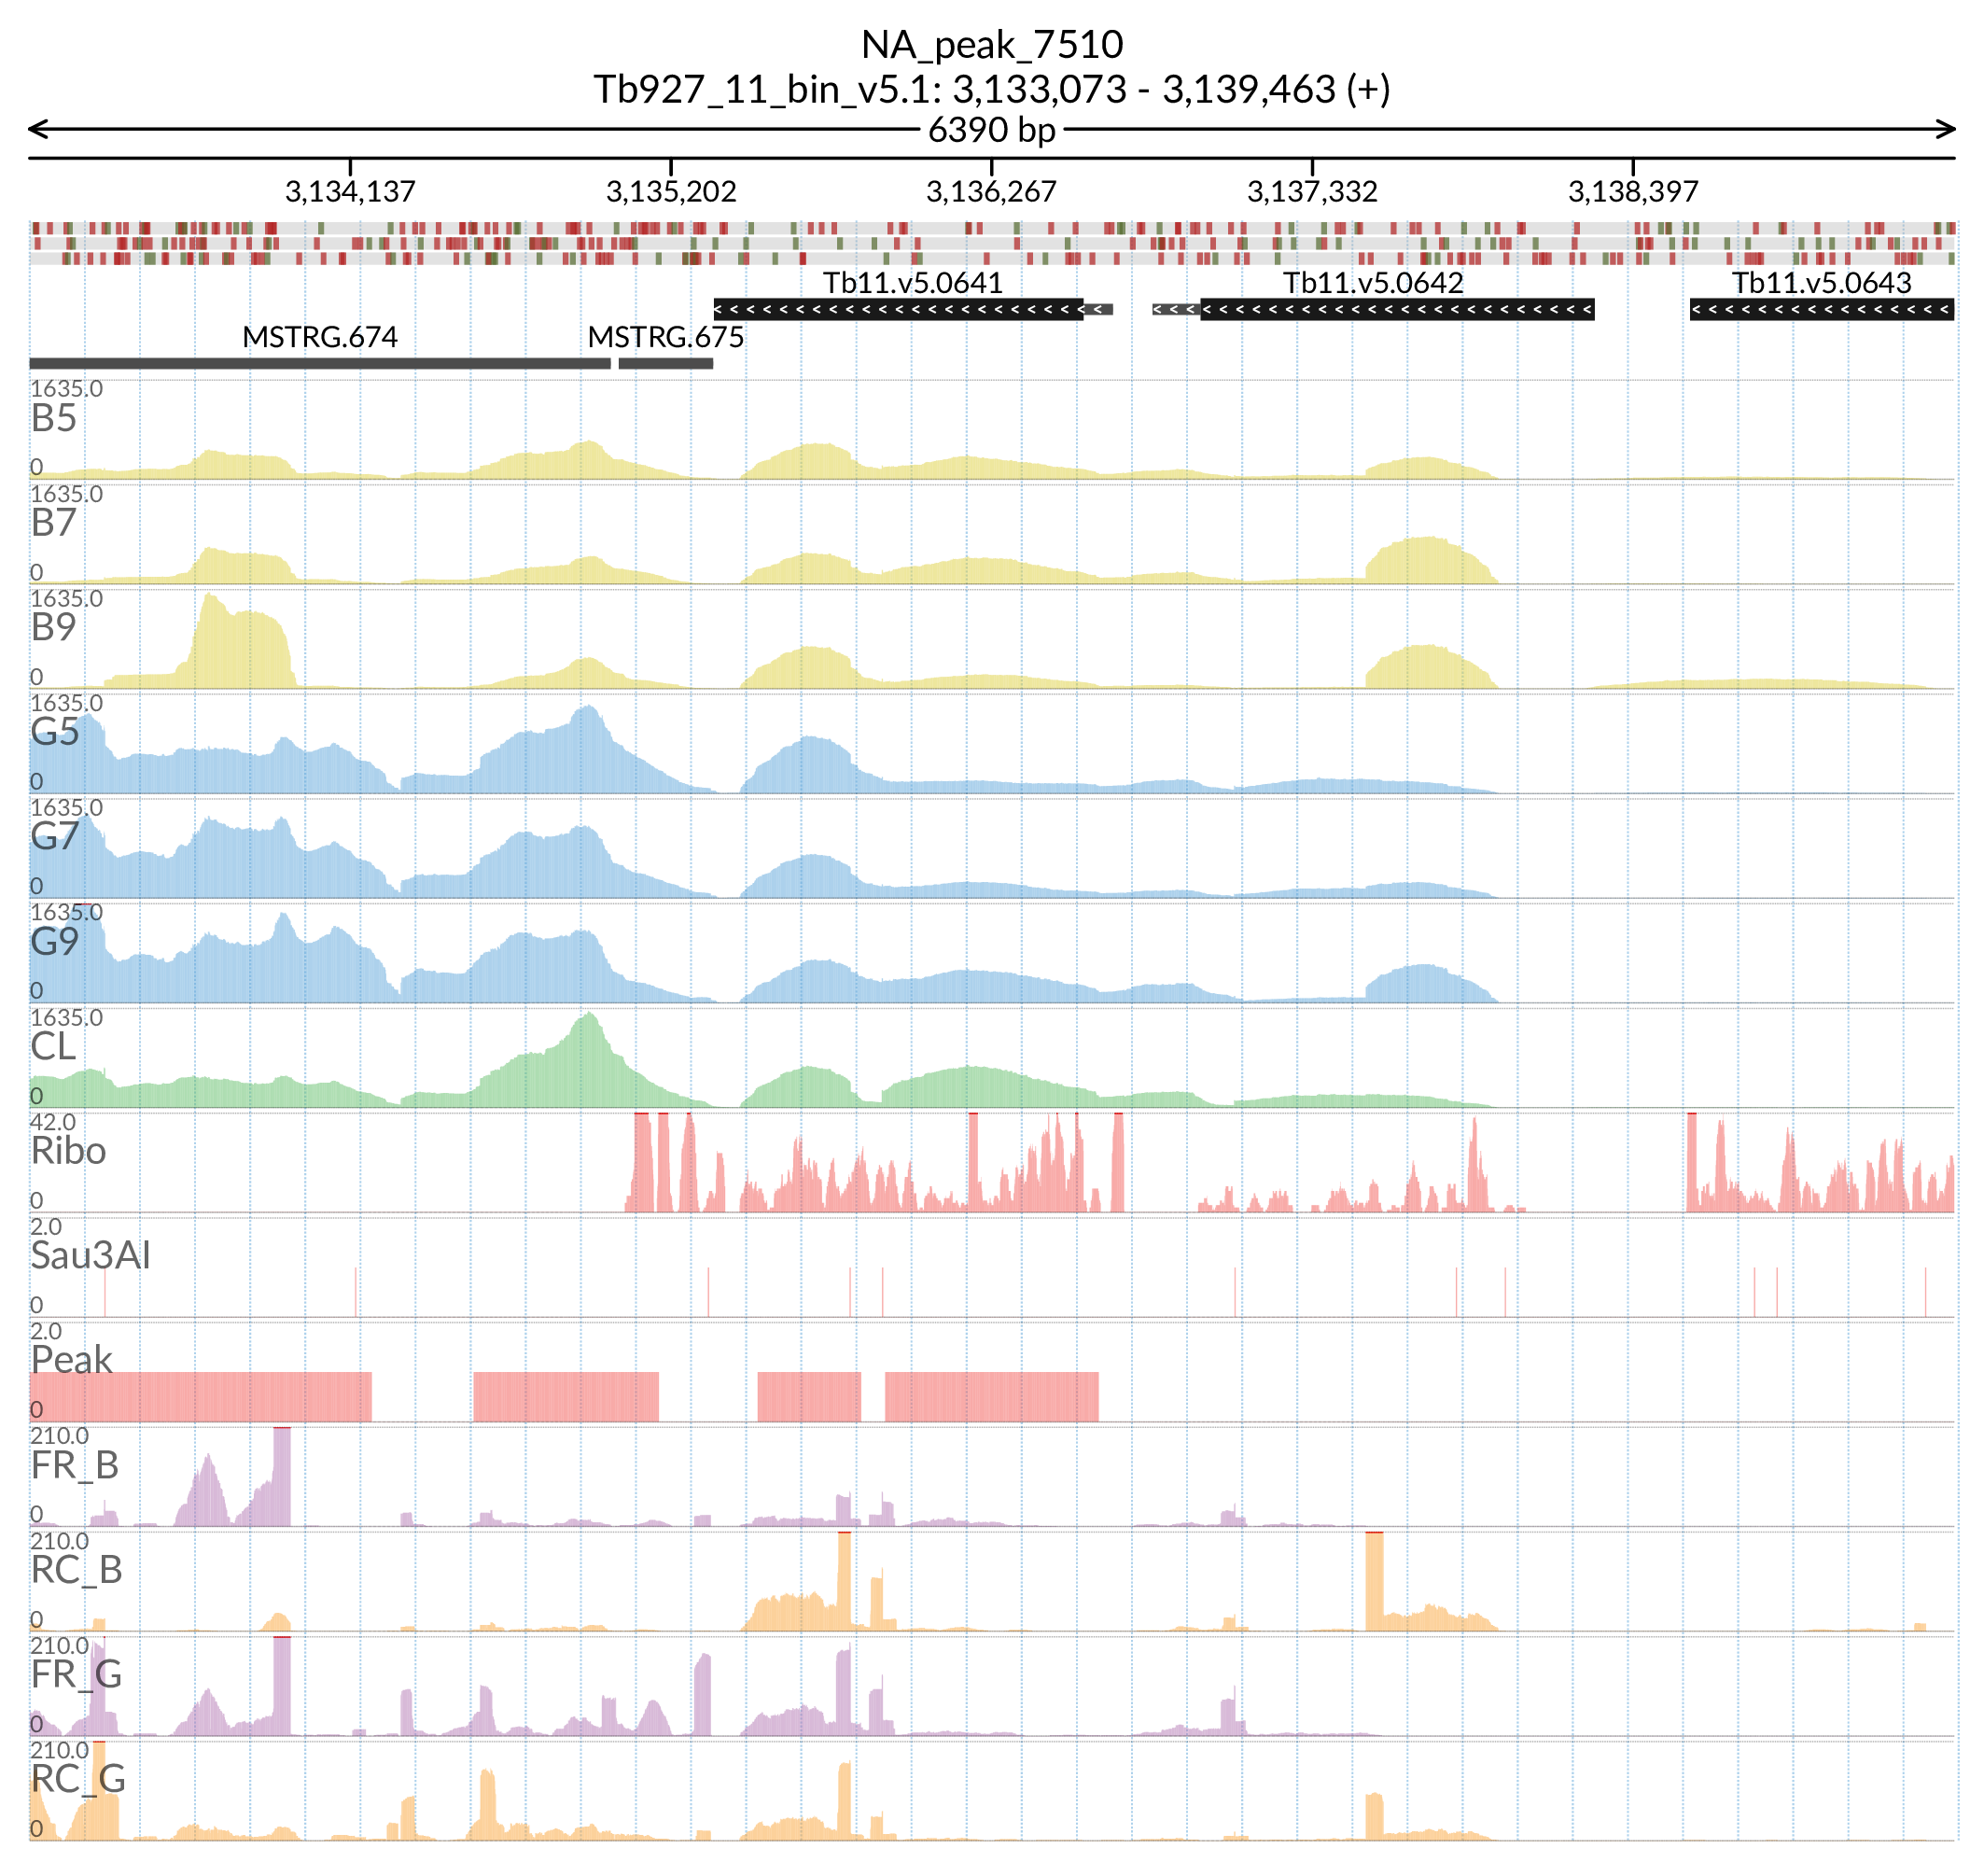 NA_peak_7510
Tb927_11_bin_v5.1: 3,133,073 - 3,139,463 (+)
6390 bp
3,134,137 3,135,202 3,136,267 3,137,332 3,138,397
Tb11.v5.0641 Tb11.v5.0642 Tb11.v5.0643
MSTRG.674 MSTRG.675
1635.0
B5
0
1635.0
B7
0
1635.0
B9
0
1635.0
G5
0
1635.0
G7
0
1635.0
G9
0
1635.0
CL
0
42.0
Ribo
0
2.0
Sau3AI
0
2.0
Peak
0
210.0
FR_B
0
210.0
RC_B
0
210.0
FR_G
0
210.0
RC_G
0